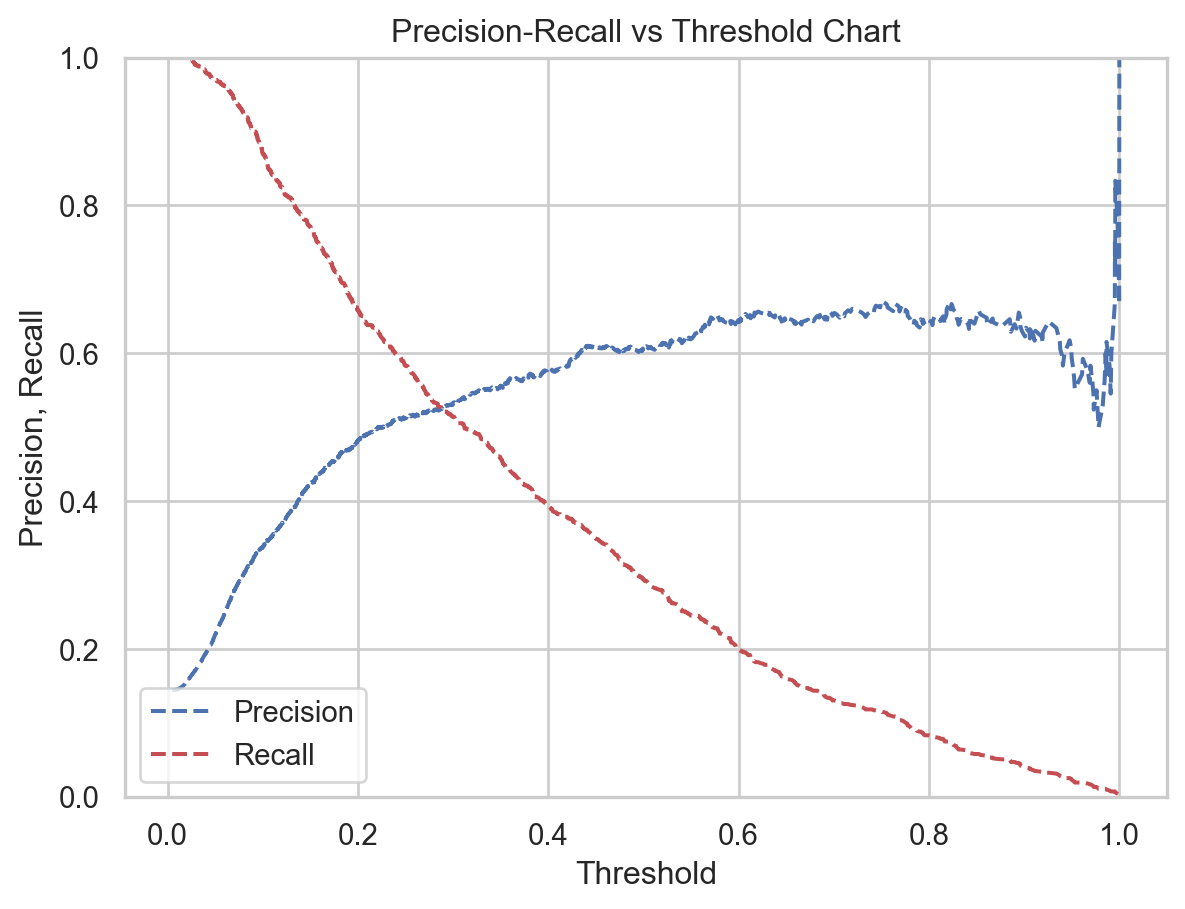 Precision-Recall vs Threshold Chart
Precision, Recall
1.0
0.8
0.6
0.4
0.2
0.0
Precision
Recall
0.0 0.2 0.4 0.6 0.8 1.0
Threshold